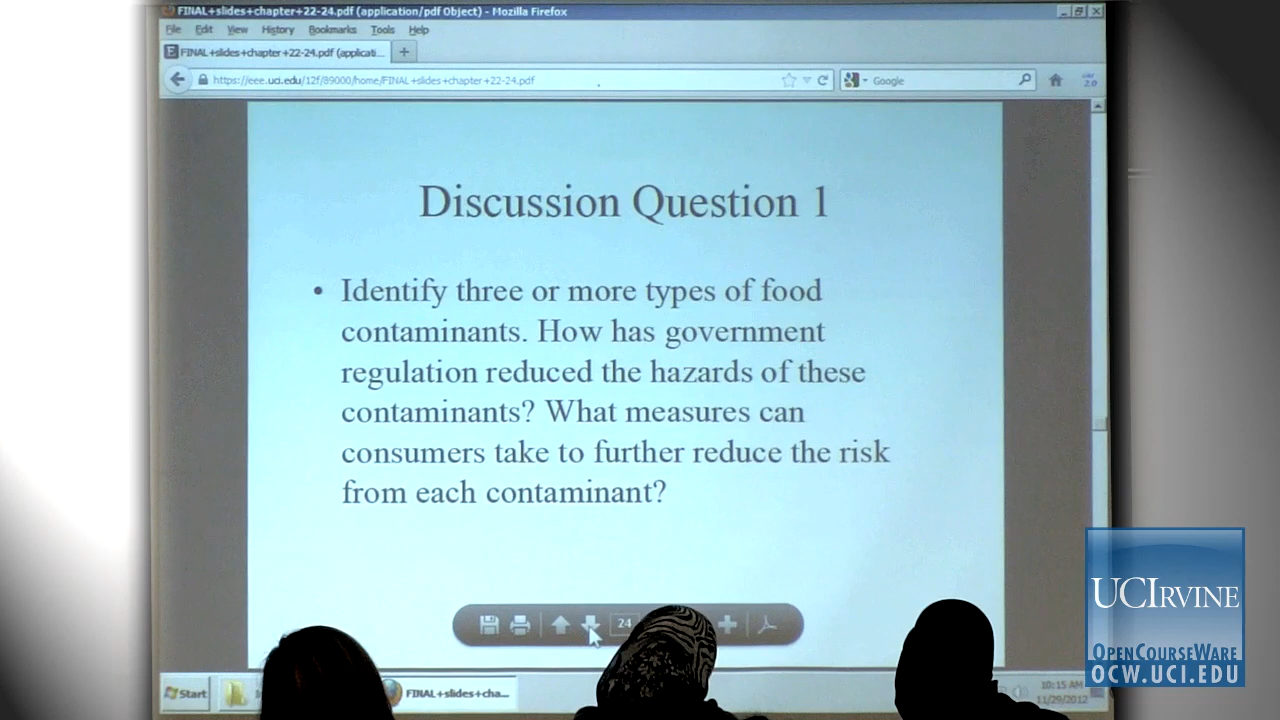 FINAL+slides+chapter+22-24.pdf (application/pdf Object) - Mozilla Firefox
File Edit View History Bookmarks Tools Help
FINAL+slides+chapter+22-24.pdf (applicati...
https://eee.uci.edu/12f/89000/home/FINAL+slides+chapter+22-24.pdf
Google
Discussion Question 1
• Identify three or more types of food
contaminants. How has government
regulation reduced the hazards of these
contaminants? What measures can
consumers take to further reduce the risk
from each contaminant?
24
Start
FINAL+slides+cha...
10:15 AM
11/29/2012
UCIRVINE
OPENCOURSEWARE
OCW.UCI.EDU